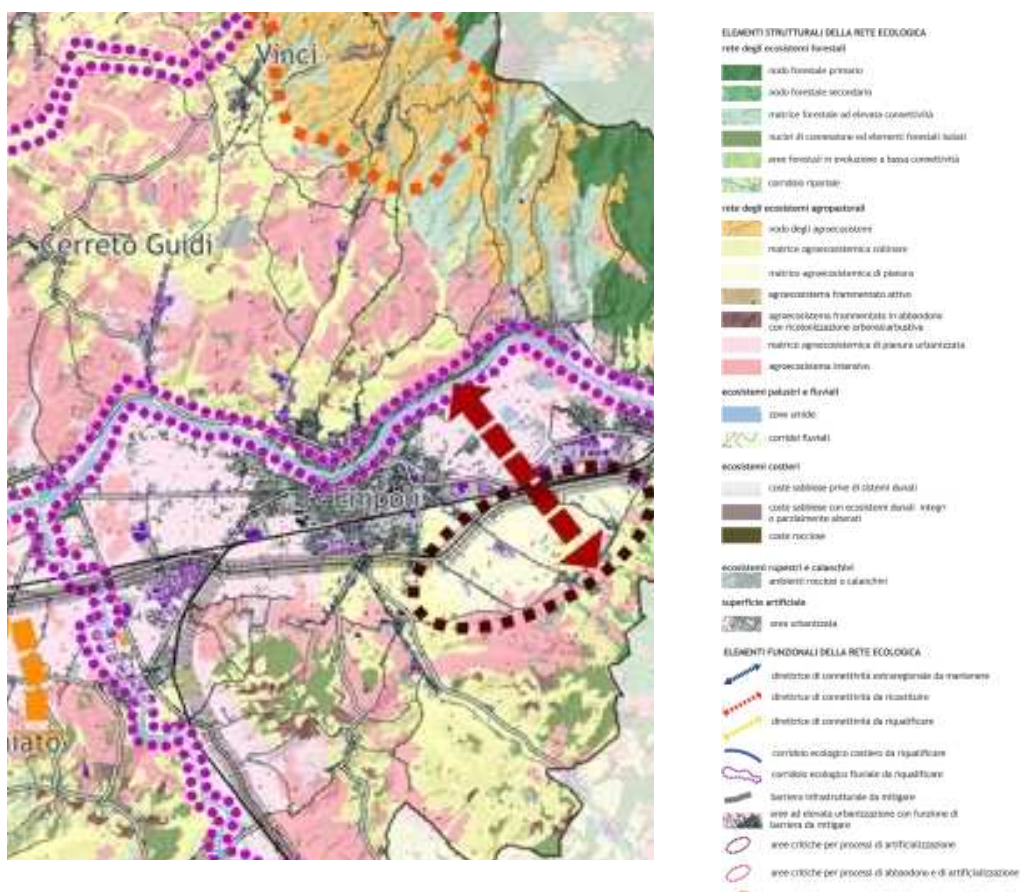 Vinci
Cerreto Guidi
Empoli
iato
ELEMENTI STRUTTURALI DELLA RETE ECOLOGICA
rete degli ecosistemi forestali
nodo forestale primario
nodo forestale secondario
matrice forestale ad elevata connettività
nuclei di connessione ed elementi forestali isolati
aree forestali in evoluzione a bassa connettività
corridoio ripariale
rete degli ecosistemi agropastorali
nodo degli agroecosistemi
matrice agroecosistemica collinare
matrice agroecosistemica di pianura
agroecosistema frammentato attivo
agroecosistema frammentato in abbandono
con ricolonizzazione arborea/arbustiva
matrice agroecosistemica di pianura urbanizzata
agroecosistema intensivo
ecosistemi palustri e fluviali
zone umide
corridoi fluviali
ecosistemi costieri
coste sabbiose prive di sistemi dunali
coste sabbiose con ecosistemi dunali integri
o parzialmente alterati
coste rocciose
ecosistemi rupestri e calanchivi
ambienti rocciosi o calanchivi
superficie artificiale
area urbanizzata
ELEMENTI FUNZIONALI DELLA RETE ECOLOGICA
direttrice di connettività extraregionale da mantenere
direttrice di connettività da ricostituire
direttrice di connettività da riqualificare
corridoio ecologico costiero da riqualificare
corridoio ecologico fluviale da riqualificare
barriera infrastrutturale da mitigare
aree ad elevata urbanizzazione con funzione di
barriera da mitigare
aree critiche per processi di artificializzazione
aree critiche per processi di abbandono e di artificializzazione